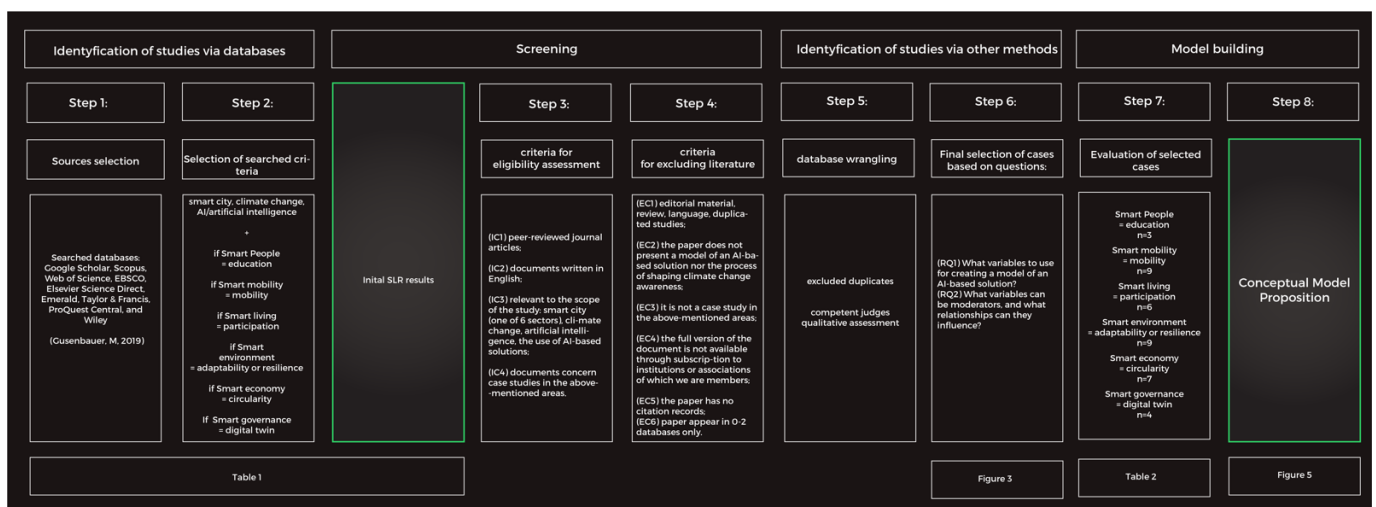 Identyfication of studies via databases
Screening
Identyfication of studies via other methods
Model building
Step 1:
Step 2:
Step 3:
Step 4:
Step 5:
Step 6:
Step 7:
Step 8:
Sources selection
Selection of searched cri-
teria
criteria for
eligibility assessment
criteria
for excluding literature
database wrangling
Final selection of cases
based on questions:
Evaluation of selected
cases
Searched databases:
Google Scholar, Scopus,
Web of Science, EBSCO,
Elsevier Science Direct,
Emerald, Taylor & Francis,
ProQuest Central, and
Wiley
(Gusenbauer, M, 2019)
smart city, climate change,
AI/artificial intelligence
+
if Smart People
= education
if Smart mobility
= mobility
if Smart living
= participation
if Smart
environment
= adaptability or resilience
if Smart economy
= circularity
If Smart governance
= digital twin
Inital SLR results
(IC1) peer-reviewed journal
articles;
(IC2) documents written in
English;
(IC3) relevant to the scope
of the study: smart city
(one of 6 sectors), cli-mate
change, artificial intelli-
gence, the use of AI-based
solutions;
(IC4) documents concern
case studies in the above-
-mentioned areas.
(EC1) editorial material,
review, language, duplica-
ted studies;
(EC2) the paper does not
present a model of an AI-ba-
sed solution nor the process
of shaping climate change
awareness;
(EC3) it is not a case study in
the above-mentioned areas;
(EC4) the full version of the
document is not available
through subscrip-tion to
institutions or associations
of which we are members;
(EC5) the paper has no
citation records;
(EC6) paper appear in 0-2
databases only.
excluded duplicates
competent judges
qualitative assessment
(RQ1) What variables to use
for creating a model of an
AI-based solution?
(RQ2) What variables can
be moderators, and what
relationships can they
influence?
Smart People
= education
n=3
Smart mobility
= mobility
n=9
Smart living
= participation
n=6
Smart environment
= adaptability or resilience
n=9
Smart economy
= circularity
n=7
Smart governance
= digital twin
n=4
Conceptual Model
Proposition
Table 1
Figure 3
Table 2
Figure 5